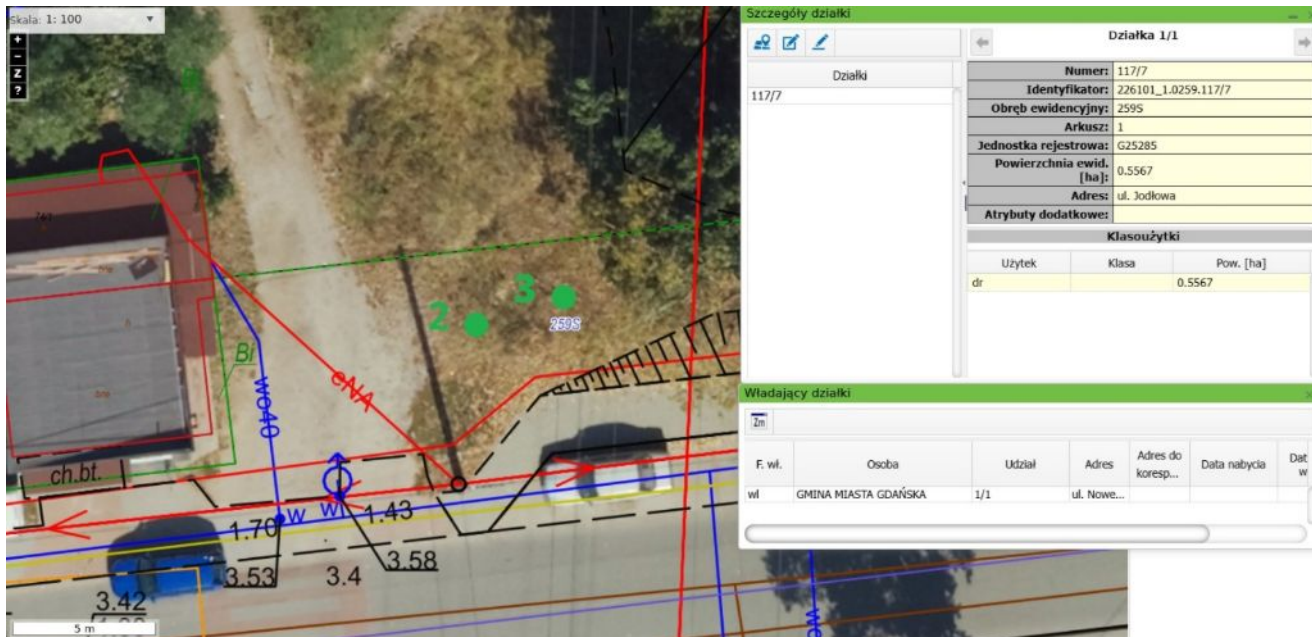 Skala: 1: 100
+
−
Z
?
Bi
2
3
259S
Bi
wo40
eNA
ch.bt.
w
1.70
1.43
3.53
3.4
3.58
3.42
5 m
Szczegóły działki
Działki
117/7
Działka 1/1
Numer: 117/7
Identyfikator: 226101_1.0259.117/7
Obręb ewidencyjny: 259S
Arkusz: 1
Jednostka rejestrowa: G25285
Powierzchnia ewid. [ha]: 0.5567
Adres: ul. Jodłowa
Atrybuty dodatkowe:
Klasoużytki
Użytek Klasa Pow. [ha]
dr 0.5567
Władający działki
Zm
F. wł. Osoba Udział Adres Adres do koresp... Data nabycia Dat w
wl GMINA MIASTA GDAŃSKA 1/1 ul. Nowe...